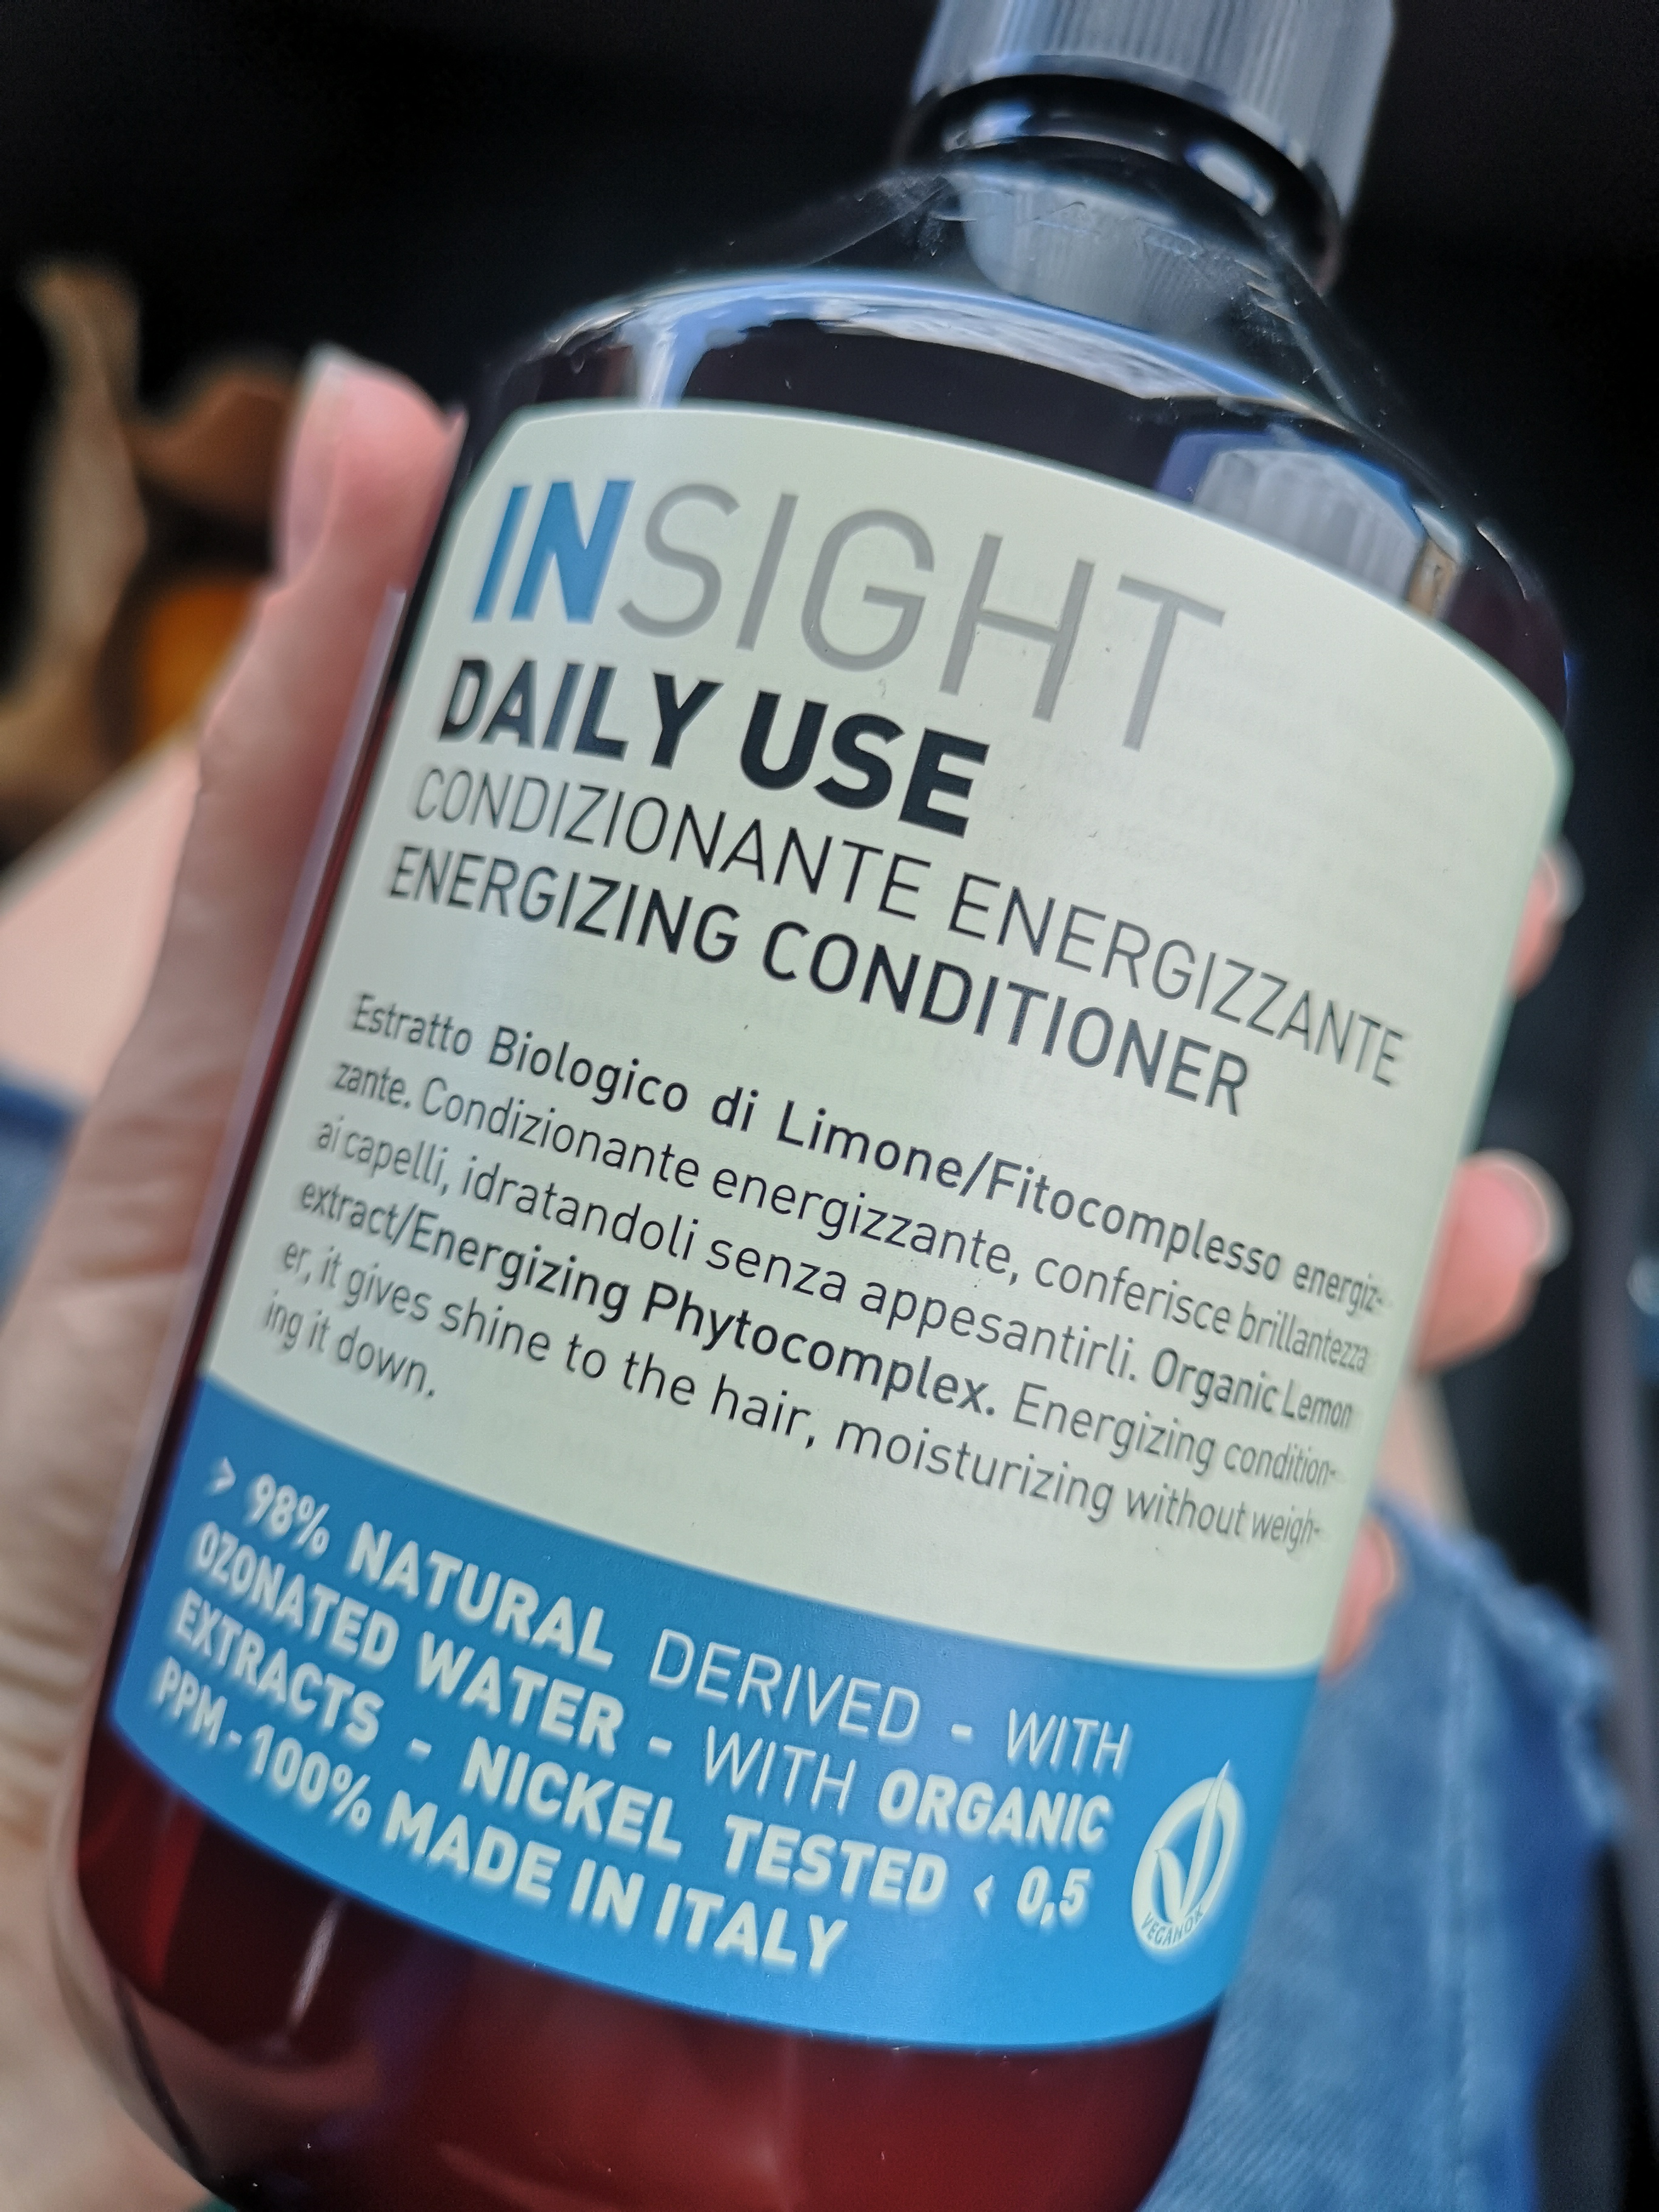 INSIGHT
DAILY USE
CONDIZIONANTE ENERGIZZANTE
ENERGIZING CONDITIONER
Estratto Biologico di Limone/Fitocomplesso energiz-
zante. Condizionante energizzante, conferisce brillantezza
ai capelli, idratandoli senza appesantirli. Organic Lemon
extract/Energizing Phytocomplex. Energizing condition-
er, it gives shine to the hair, moisturizing without weigh-
ing it down.
> 98% NATURAL DERIVED - WITH
OZONATED WATER - WITH ORGANIC
EXTRACTS - NICKEL TESTED < 0,5
PPM - 100% MADE IN ITALY
VEGANOK